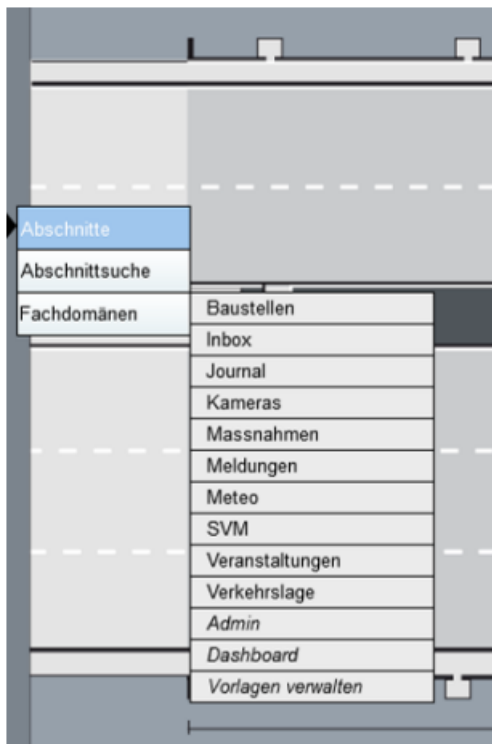 Abschnitte
Abschnittsuche
Fachdomänen
Baustellen
Inbox
Journal
Kameras
Massnahmen
Meldungen
Meteo
SVM
Veranstaltungen
Verkehrslage
Admin
Dashboard
Vorlagen verwalten